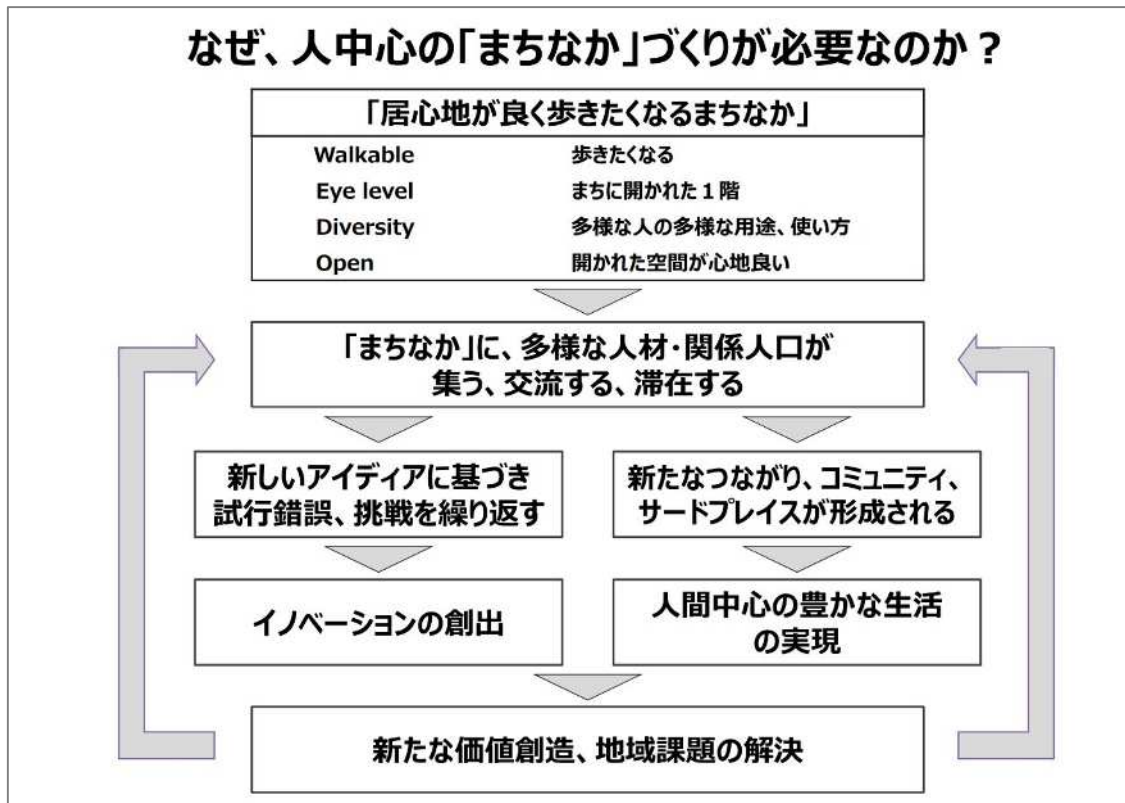 なぜ、人中心の「まちなか」づくりが必要なのか？
「居心地が良く歩きたくなるまちなか」
Walkable 歩きたくなる
Eye level まちに開かれた１階
Diversity 多様な人の多様な用途、使い方
Open 開かれた空間が心地良い
「まちなか」に、多様な人材・関係人口が
集う、交流する、滞在する
新しいアイディアに基づき
試行錯誤、挑戦を繰り返す
新たなつながり、コミュニティ、
サードプレイスが形成される
イノベーションの創出
人間中心の豊かな生活
の実現
新たな価値創造、地域課題の解決